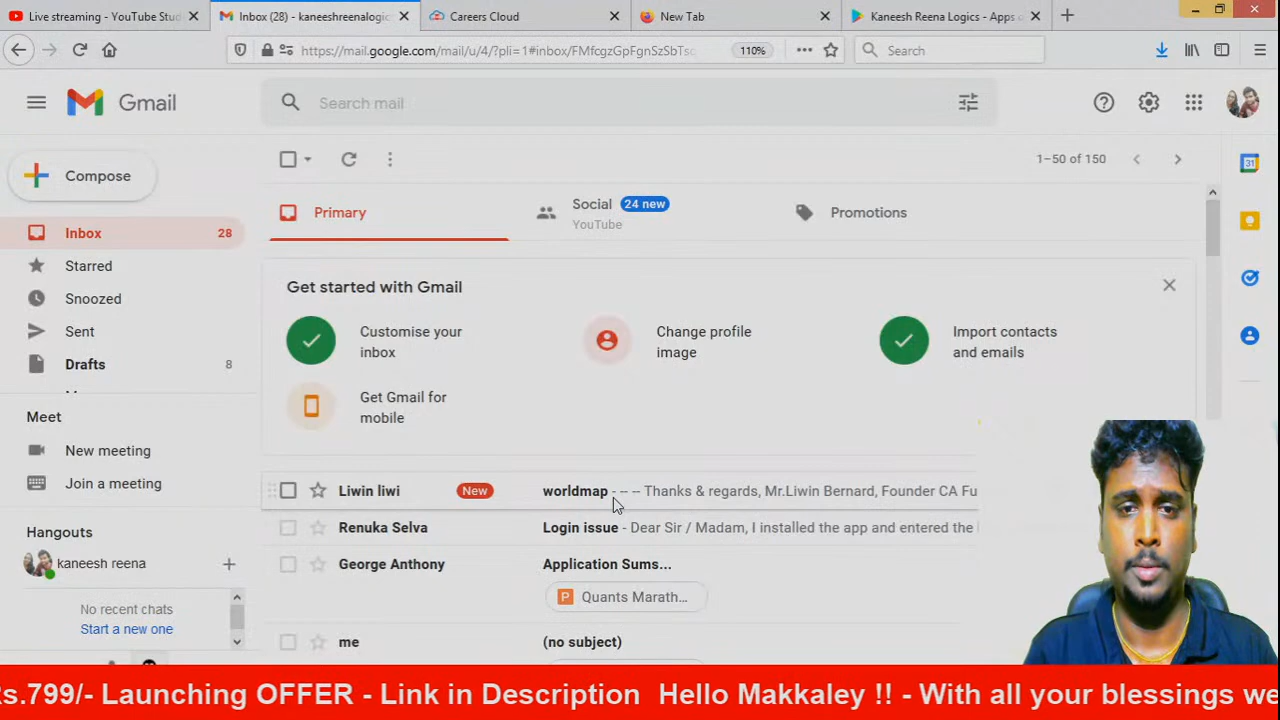 Live streaming - YouTube Stud
Inbox (28) - kaneeshreenalogic
Careers Cloud
New Tab
Kaneesh Reena Logics - Apps o
https://mail.google.com/mail/u/4/?pli=1#inbox/FMfcgzGpFgnSzSbTsc
110%
Search
Gmail
Search mail
Compose
1–50 of 150
31
Inbox 28
Primary
Social 24 new
YouTube
Promotions
Starred
Snoozed
Sent
Drafts 8
Get started with Gmail
Customise your
inbox
Change profile
image
Import contacts
and emails
Get Gmail for
mobile
Meet
New meeting
Join a meeting
Hangouts
kaneesh reena
No recent chats
Start a new one
Liwin liwi New worldmap - -- -- Thanks & regards, Mr.Liwin Bernard, Founder CA Fu
Renuka Selva Login issue - Dear Sir / Madam, I installed the app and entered the
George Anthony Application Sums...
P Quants Marath...
me (no subject)
Rs.799/- Launching OFFER - Link in Description Hello Makkaley !! - With all your blessings we